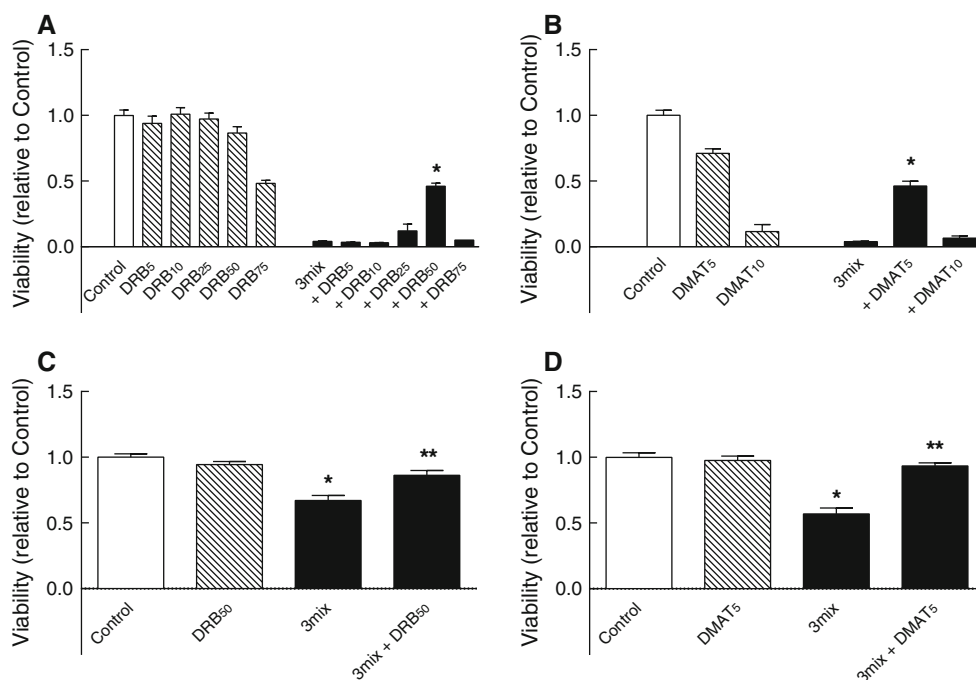 A
Viability (relative to Control)
1.5
1.0
0.5
0.0
*
Control
DRB5
DRB10
DRB25
DRB50
DRB75
3mix
+ DRB5
+ DRB10
+ DRB25
+ DRB50
+ DRB75
B
Viability (relative to Control)
1.5
1.0
0.5
0.0
*
Control
DMAT5
DMAT10
3mix
+ DMAT5
+ DMAT10
C
Viability (relative to Control)
1.5
1.0
0.5
0.0
*
**
Control
DRB50
3mix
3mix + DRB50
D
Viability (relative to Control)
1.5
1.0
0.5
0.0
*
**
Control
DMAT5
3mix
3mix + DMAT5